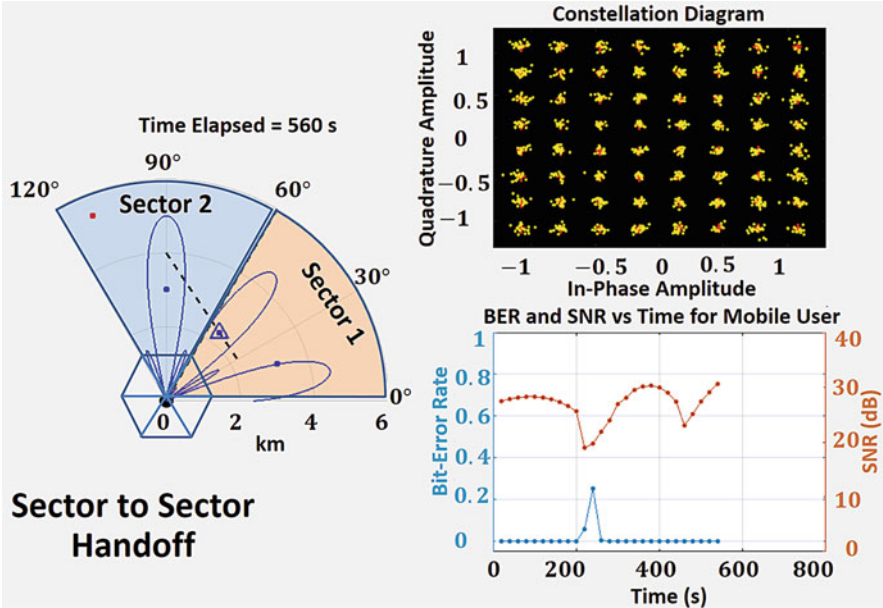 Constellation Diagram
Quadrature Amplitude
1
0.5
0
−0.5
−1
−1
−0.5
0
0.5
1
In-Phase Amplitude
Time Elapsed = 560 s
90°
120°
60°
Sector 2
Sector 1
30°
0°
0
2
4
6
km
Sector to Sector
Handoff
BER and SNR vs Time for Mobile User
Bit-Error Rate
1
0.8
0.6
0.4
0.2
0
40
30
20
10
0
SNR (dB)
0
200
400
600
800
Time (s)